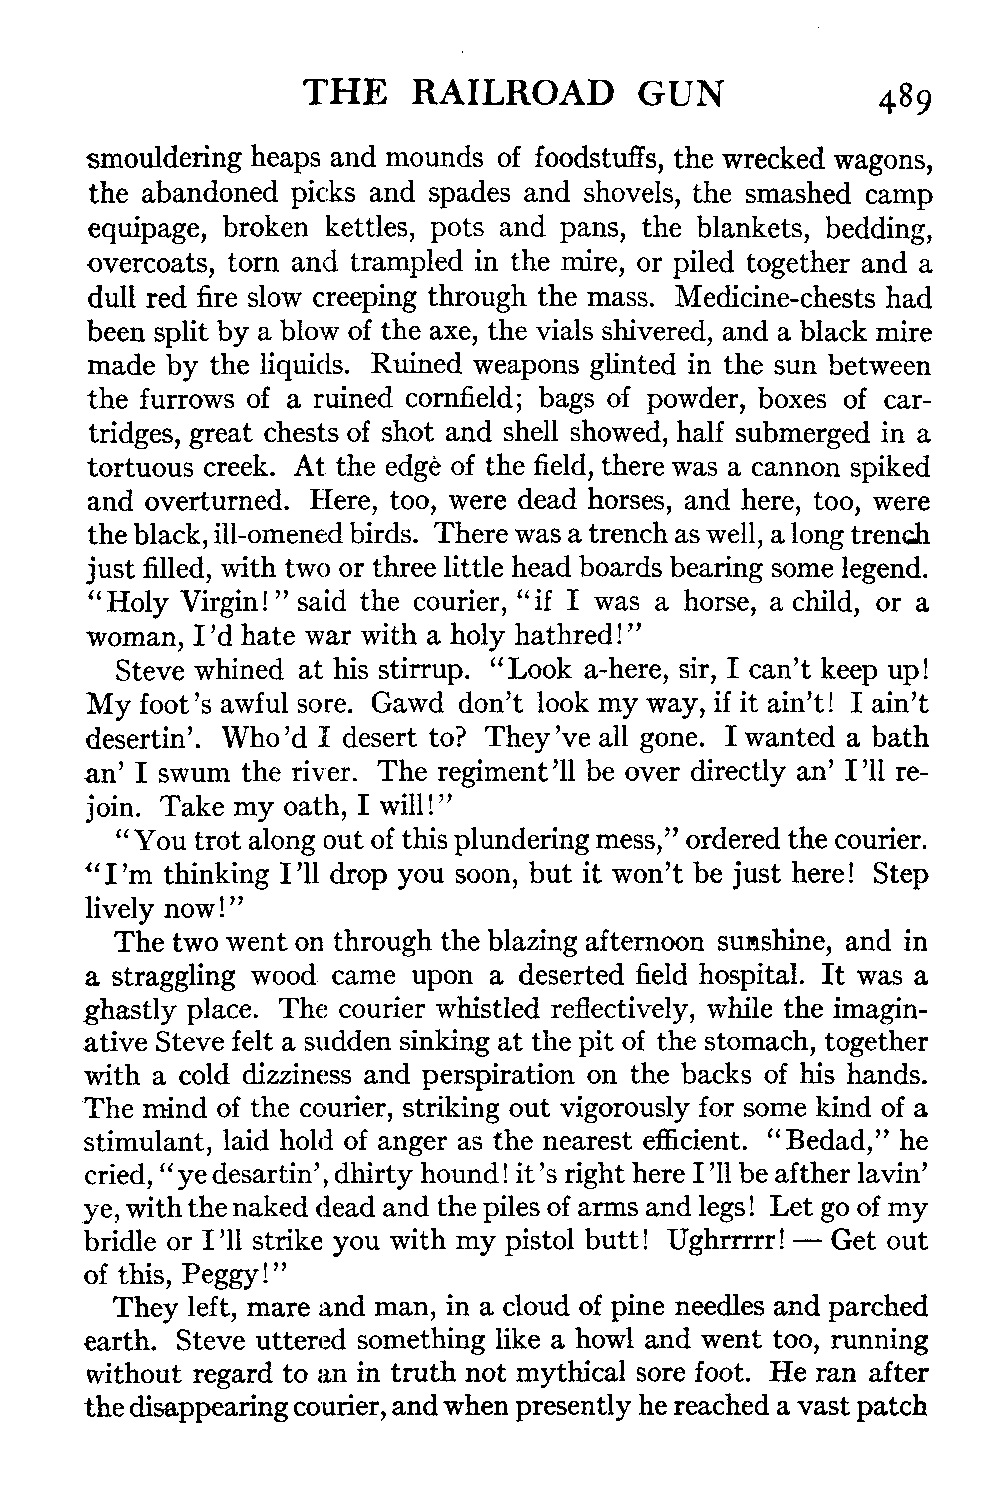 THE RAILROAD GUN 489
smouldering heaps and mounds of foodstuffs, the wrecked wagons,
the abandoned picks and spades and shovels, the smashed camp
equipage, broken kettles, pots and pans, the blankets, bedding,
overcoats, torn and trampled in the mire, or piled together and a
dull red fire slow creeping through the mass. Medicine-chests had
been split by a blow of the axe, the vials shivered, and a black mire
made by the liquids. Ruined weapons glinted in the sun between
the furrows of a ruined cornfield; bags of powder, boxes of car-
tridges, great chests of shot and shell showed, half submerged in a
tortuous creek. At the edge of the field, there was a cannon spiked
and overturned. Here, too, were dead horses, and here, too, were
the black, ill-omened birds. There was a trench as well, a long trench
just filled, with two or three little head boards bearing some legend.
"Holy Virgin!" said the courier, "if I was a horse, a child, or a
woman, I'd hate war with a holy hathred!"
Steve whined at his stirrup. "Look a-here, sir, I can't keep up!
My foot's awful sore. Gawd don't look my way, if it ain't! I ain't
desertin'. Who'd I desert to? They've all gone. I wanted a bath
an' I swum the river. The regiment'll be over directly an' I'll re-
join. Take my oath, I will!"
"You trot along out of this plundering mess," ordered the courier.
"I'm thinking I'll drop you soon, but it won't be just here! Step
lively now!"
The two went on through the blazing afternoon sunshine, and in
a straggling wood came upon a deserted field hospital. It was a
ghastly place. The courier whistled reflectively, while the imagin-
ative Steve felt a sudden sinking at the pit of the stomach, together
with a cold dizziness and perspiration on the backs of his hands.
The mind of the courier, striking out vigorously for some kind of a
stimulant, laid hold of anger as the nearest efficient. "Bedad," he
cried, "ye desartin', dhirty hound! it's right here I'll be afther lavin'
ye, with the naked dead and the piles of arms and legs! Let go of my
bridle or I'll strike you with my pistol butt! Ughrrrrr! — Get out
of this, Peggy!"
They left, mare and man, in a cloud of pine needles and parched
earth. Steve uttered something like a howl and went too, running
without regard to an in truth not mythical sore foot. He ran after
the disappearing courier, and when presently he reached a vast patch